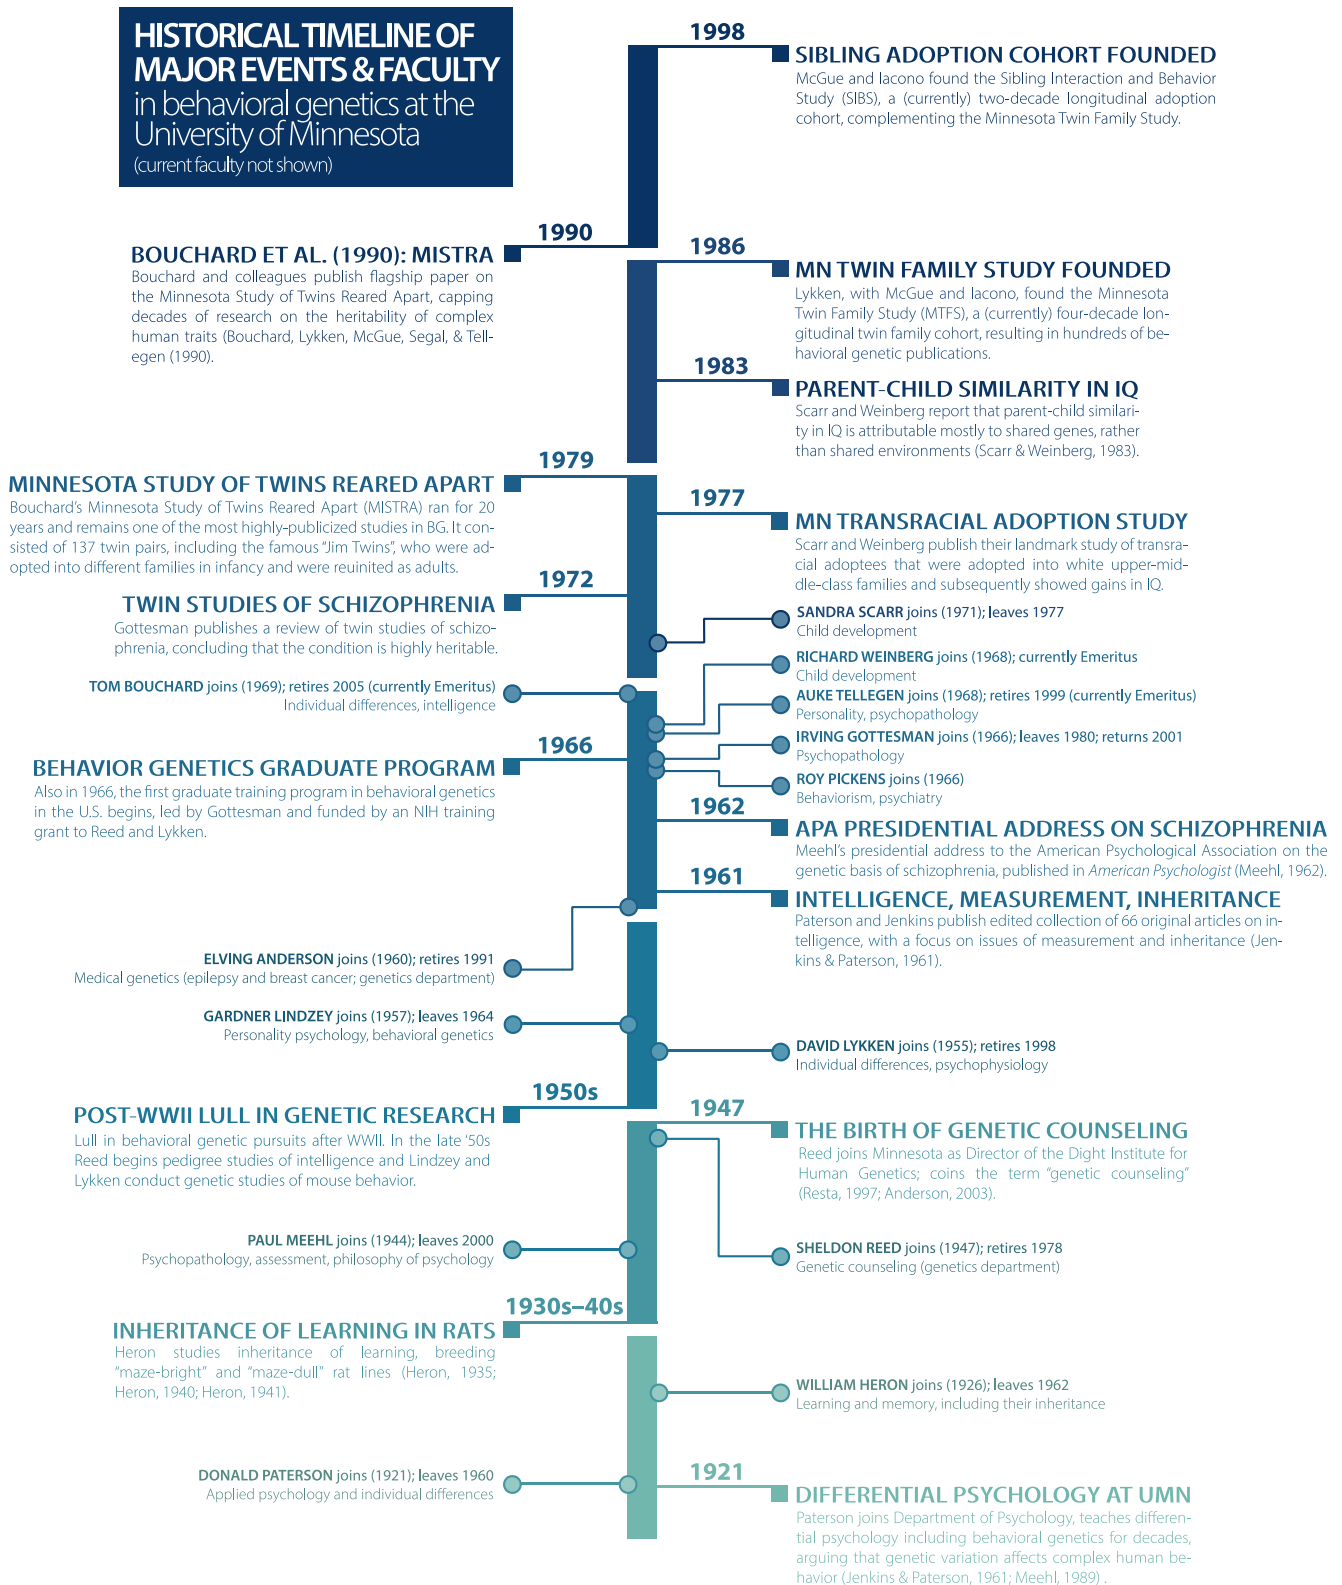 HISTORICAL TIMELINE OF
MAJOR EVENTS & FACULTY
in behavioral genetics at the
University of Minnesota
(current faculty not shown)
1998
SIBLING ADOPTION COHORT FOUNDED
McGue and Iacono found the Sibling Interaction and Behavior
Study (SIBS), a (currently) two-decade longitudinal adoption
cohort, complementing the Minnesota Twin Family Study.
1990
BOUCHARD ET AL. (1990): MISTRA
Bouchard and colleagues publish flagship paper on
the Minnesota Study of Twins Reared Apart, capping
decades of research on the heritability of complex
human traits (Bouchard, Lykken, McGue, Segal, & Tell-
egen (1990).
1986
MN TWIN FAMILY STUDY FOUNDED
Lykken, with McGue and Iacono, found the Minnesota
Twin Family Study (MTFS), a (currently) four-decade lon-
gitudinal twin family cohort, resulting in hundreds of be-
havioral genetic publications.
1983
PARENT-CHILD SIMILARITY IN IQ
Scarr and Weinberg report that parent-child similari-
ty in IQ is attributable mostly to shared genes, rather
than shared environments (Scarr & Weinberg, 1983).
1979
MINNESOTA STUDY OF TWINS REARED APART
Bouchard's Minnesota Study of Twins Reared Apart (MISTRA) ran for 20
years and remains one of the most highly-publicized studies in BG. It con-
sisted of 137 twin pairs, including the famous "Jim Twins", who were ad-
opted into different families in infancy and were reuinited as adults.
1977
MN TRANSRACIAL ADOPTION STUDY
Scarr and Weinberg publish their landmark study of transra-
cial adoptees that were adopted into white upper-mid-
dle-class families and subsequently showed gains in IQ.
1972
TWIN STUDIES OF SCHIZOPHRENIA
Gottesman publishes a review of twin studies of schizo-
phrenia, concluding that the condition is highly heritable.
SANDRA SCARR joins (1971); leaves 1977
Child development
RICHARD WEINBERG joins (1968); currently Emeritus
Child development
TOM BOUCHARD joins (1969); retires 2005 (currently Emeritus)
Individual differences, intelligence
AUKE TELLEGEN joins (1968); retires 1999 (currently Emeritus)
Personality, psychopathology
IRVING GOTTESMAN joins (1966); leaves 1980; returns 2001
Psychopathology
ROY PICKENS joins (1966)
Behaviorism, psychiatry
1966
BEHAVIOR GENETICS GRADUATE PROGRAM
Also in 1966, the first graduate training program in behavioral genetics
in the U.S. begins, led by Gottesman and funded by an NIH training
grant to Reed and Lykken.
1962
APA PRESIDENTIAL ADDRESS ON SCHIZOPHRENIA
Meehl's presidential address to the American Psychological Association on the
genetic basis of schizophrenia, published in American Psychologist (Meehl, 1962).
1961
INTELLIGENCE, MEASUREMENT, INHERITANCE
Paterson and Jenkins publish edited collection of 66 original articles on in-
telligence, with a focus on issues of measurement and inheritance (Jen-
kins & Paterson, 1961).
ELVING ANDERSON joins (1960); retires 1991
Medical genetics (epilepsy and breast cancer; genetics department)
GARDNER LINDZEY joins (1957); leaves 1964
Personality psychology, behavioral genetics
DAVID LYKKEN joins (1955); retires 1998
Individual differences, psychophysiology
1950s
POST-WWII LULL IN GENETIC RESEARCH
Lull in behavioral genetic pursuits after WWII. In the late '50s
Reed begins pedigree studies of intelligence and Lindzey and
Lykken conduct genetic studies of mouse behavior.
1947
THE BIRTH OF GENETIC COUNSELING
Reed joins Minnesota as Director of the Dight Institute for
Human Genetics; coins the term "genetic counseling"
(Resta, 1997; Anderson, 2003).
PAUL MEEHL joins (1944); leaves 2000
Psychopathology, assessment, philosophy of psychology
SHELDON REED joins (1947); retires 1978
Genetic counseling (genetics department)
1930s–40s
INHERITANCE OF LEARNING IN RATS
Heron studies inheritance of learning, breeding
"maze-bright" and "maze-dull" rat lines (Heron, 1935;
Heron, 1940; Heron, 1941).
WILLIAM HERON joins (1926); leaves 1962
Learning and memory, including their inheritance
DONALD PATERSON joins (1921); leaves 1960
Applied psychology and individual differences
1921
DIFFERENTIAL PSYCHOLOGY AT UMN
Paterson joins Department of Psychology, teaches differen-
tial psychology including behavioral genetics for decades,
arguing that genetic variation affects complex human be-
havior (Jenkins & Paterson, 1961; Meehl, 1989) .